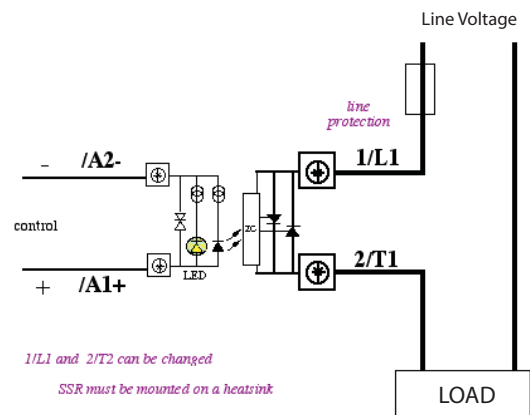 Line Voltage
line
protection
- /A2-
1/L1
control
ZC
LED
+ /A1+
2/T1
1/L1 and 2/T2 can be changed
SSR must be mounted on a heatsink
LOAD